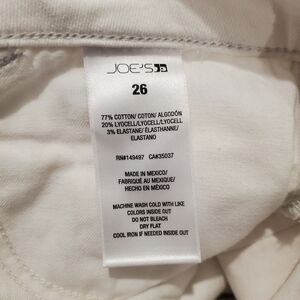 JOE'S
26
77% COTTON/ COTON/ ALGODÓN
20% LYOCELL/LYOCELL/LYOCELL
3% ELASTANE/ ÉLASTHANNE/
ELASTANO
RN#149497 CA#35037
MADE IN MEXICO/
FABRIQUÉ AU MEXIQUE/
HECHO EN MÉXICO
MACHINE WASH COLD WITH LIKE
COLORS INSIDE OUT
DO NOT BLEACH
DRY FLAT
COOL IRON IF NEEDED INSIDE OUT